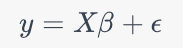 y = Xβ + ϵ